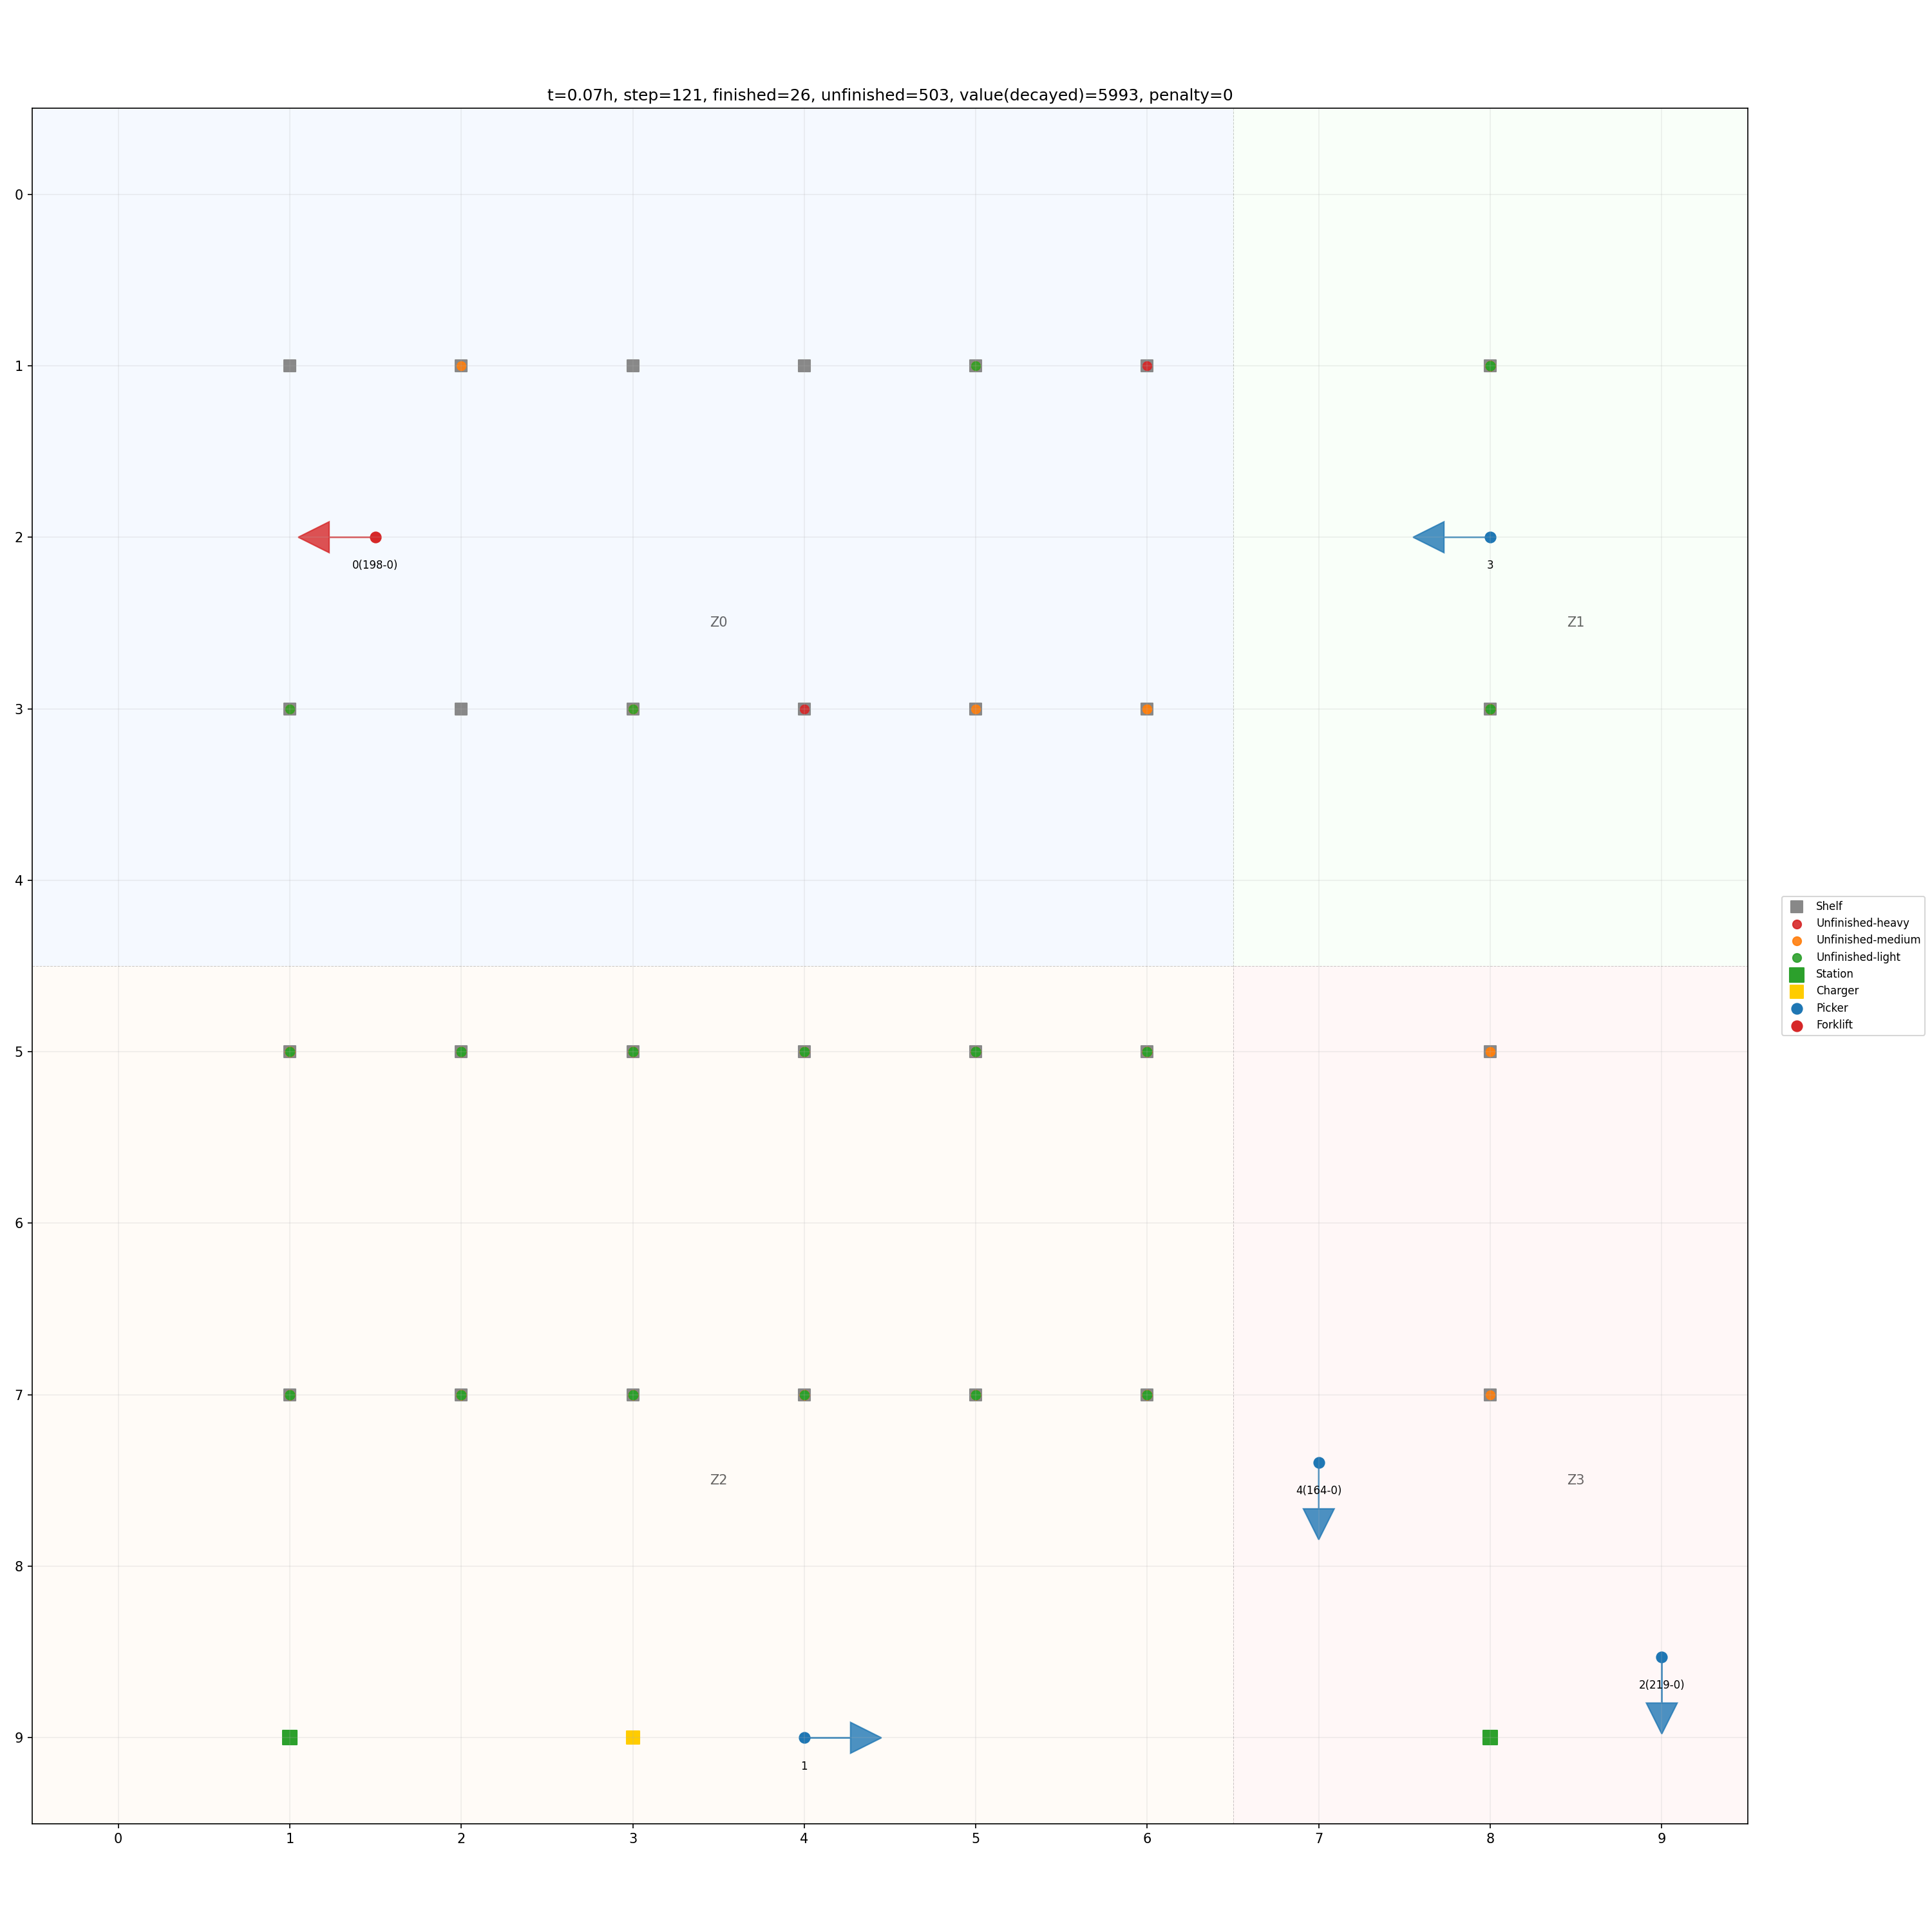 t=0.07h, step=121, finished=26, unfinished=503, value(decayed)=5993, penalty=0
0
1
2
0(198-0)
3
Z0
Z1
3
4
Shelf
Unfinished-heavy
Unfinished-medium
Unfinished-light
Station
Charger
Picker
Forklift
5
6
7
Z2
Z3
4(164-0)
8
2(219-0)
9
1
0 1 2 3 4 5 6 7 8 9